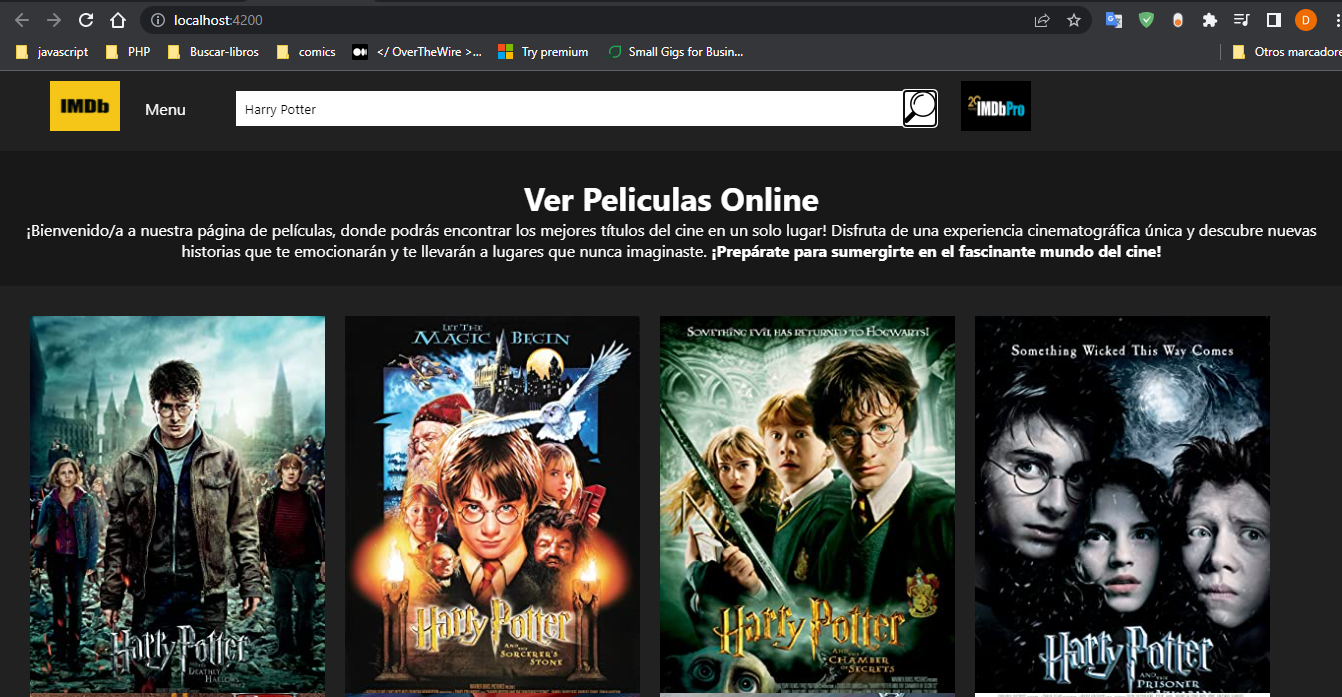 localhost:4200
javascript
PHP
Buscar-libros
comics
</ OverTheWire >...
Try premium
Small Gigs for Busin...
Otros marcadore
D
IMDb
Menu
Harry Potter
20
IMDbPro
Ver Peliculas Online
¡Bienvenido/a a nuestra página de películas, donde podrás encontrar los mejores títulos del cine en un solo lugar! Disfruta de una experiencia cinematográfica única y descubre nuevas
historias que te emocionarán y te llevarán a lugares que nunca imaginaste. ¡Prepárate para sumergirte en el fascinante mundo del cine!
Harry Potter
AND THE
DEATHLY
HALLOWS
LET THE
MAGIC BEGIN
Harry Potter
AND THE
SORCERER'S
STONE
SOMETHING EVIL HAS RETURNED TO HOGWARTS!
Harry Potter
AND THE
CHAMBER OF
SECRETS
Something Wicked This Way Comes
Harry Potter
AND THE
PRISONER